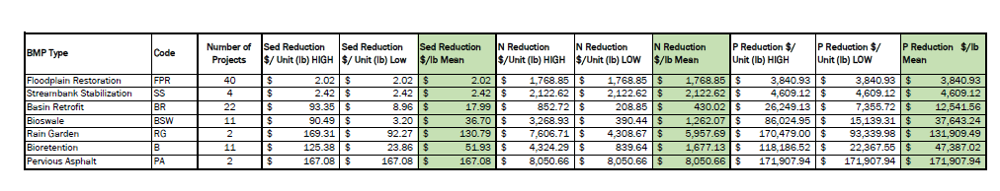 BMP Type Code Number of Projects Sed Reduction $/ Unit (lb) HIGH Sed Reduction $/ Unit (lb) Low Sed Reduction $/lb Mean N Reduction $/Unit (lb) HIGH N Reduction $/Unit (lb) LOW N Reduction $/lb Mean P Reduction $/ Unit (lb) HIGH P Reduction $/ Unit (lb) LOW P Reduction $/lb Mean
Floodplain Restoration FPR 40 $ 2.02 $ 2.02 $ 2.02 $ 1,768.85 $ 1,768.85 $ 1,768.85 $ 3,840.93 $ 3,840.93 $ 3,840.93
Streambank Stabilization SS 4 $ 2.42 $ 2.42 $ 2.42 $ 2,122.62 $ 2,122.62 $ 2,122.62 $ 4,609.12 $ 4,609.12 $ 4,609.12
Basin Retrofit BR 22 $ 93.35 $ 8.96 $ 17.99 $ 852.72 $ 208.85 $ 430.02 $ 26,249.13 $ 7,355.72 $ 12,541.56
Bioswale BSW 11 $ 90.49 $ 3.20 $ 36.70 $ 3,268.93 $ 390.44 $ 1,262.07 $ 86,024.95 $ 15,139.31 $ 37,643.24
Rain Garden RG 2 $ 169.31 $ 92.27 $ 130.79 $ 7,606.71 $ 4,308.67 $ 5,957.69 $ 170,479.00 $ 93,339.98 $ 131,909.49
Bioretention B 11 $ 125.38 $ 23.86 $ 51.93 $ 4,324.29 $ 839.64 $ 1,677.13 $ 118,186.52 $ 22,367.55 $ 47,387.02
Pervious Asphalt PA 2 $ 167.08 $ 167.08 $ 167.08 $ 8,050.66 $ 8,050.66 $ 8,050.66 $ 171,907.94 $ 171,907.94 $ 171,907.94